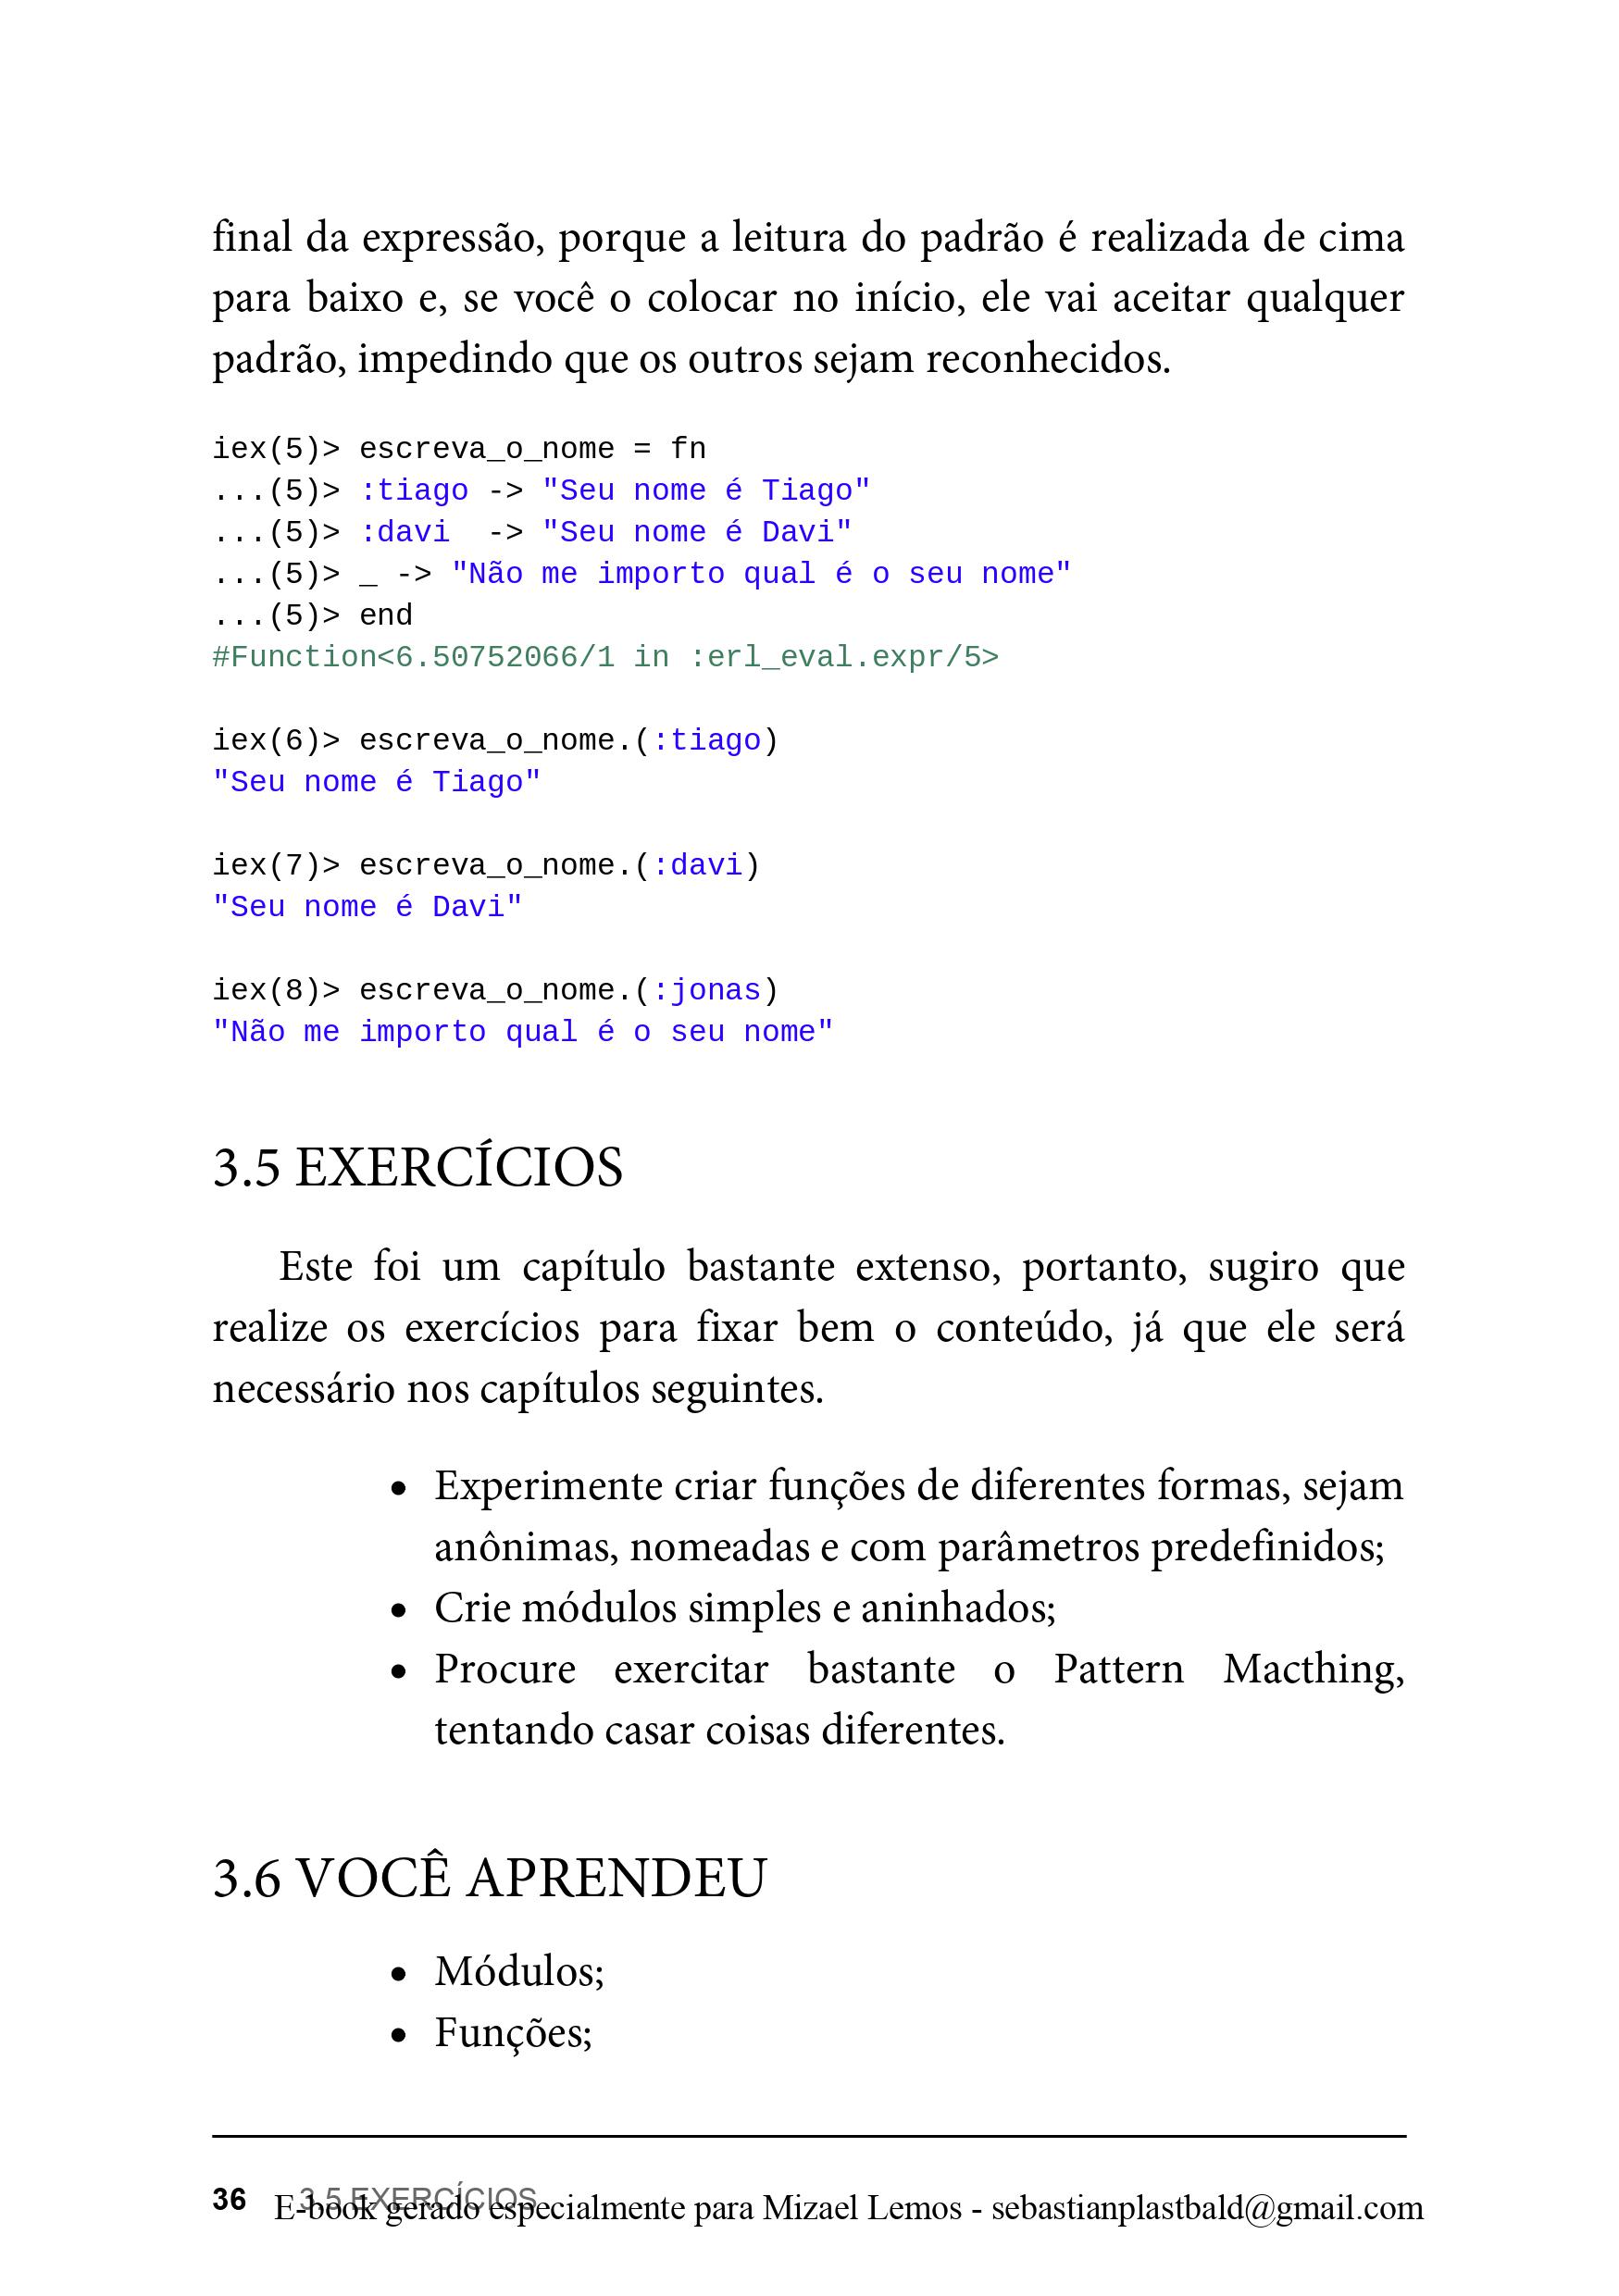 final da expressão, porque a leitura do padrão é realizada de cima
para baixo e, se você o colocar no início, ele vai aceitar qualquer
padrão, impedindo que os outros sejam reconhecidos.
iex(5)> escreva_o_nome = fn
...(5)> :tiago -> "Seu nome é Tiago"
...(5)> :davi  -> "Seu nome é Davi"
...(5)> _ -> "Não me importo qual é o seu nome"
...(5)> end
#Function<6.50752066/1 in :erl_eval.expr/5>
iex(6)> escreva_o_nome.(:tiago)
"Seu nome é Tiago"
iex(7)> escreva_o_nome.(:davi)
"Seu nome é Davi"
iex(8)> escreva_o_nome.(:jonas)
"Não me importo qual é o seu nome"
3.5 EXERCÍCIOS
Este foi um capítulo bastante extenso, portanto, sugiro que
realize os exercícios para fixar bem o conteúdo, já que ele será
necessário nos capítulos seguintes.
• Experimente criar funções de diferentes formas, sejam
anônimas, nomeadas e com parâmetros predefinidos;
• Crie módulos simples e aninhados;
• Procure exercitar bastante o Pattern Macthing,
tentando casar coisas diferentes.
3.6 VOCÊ APRENDEU
• Módulos;
• Funções;
36 3.5 EXERCÍCIOS
E-book gerado especialmente para Mizael Lemos - sebastianplastbald@gmail.com